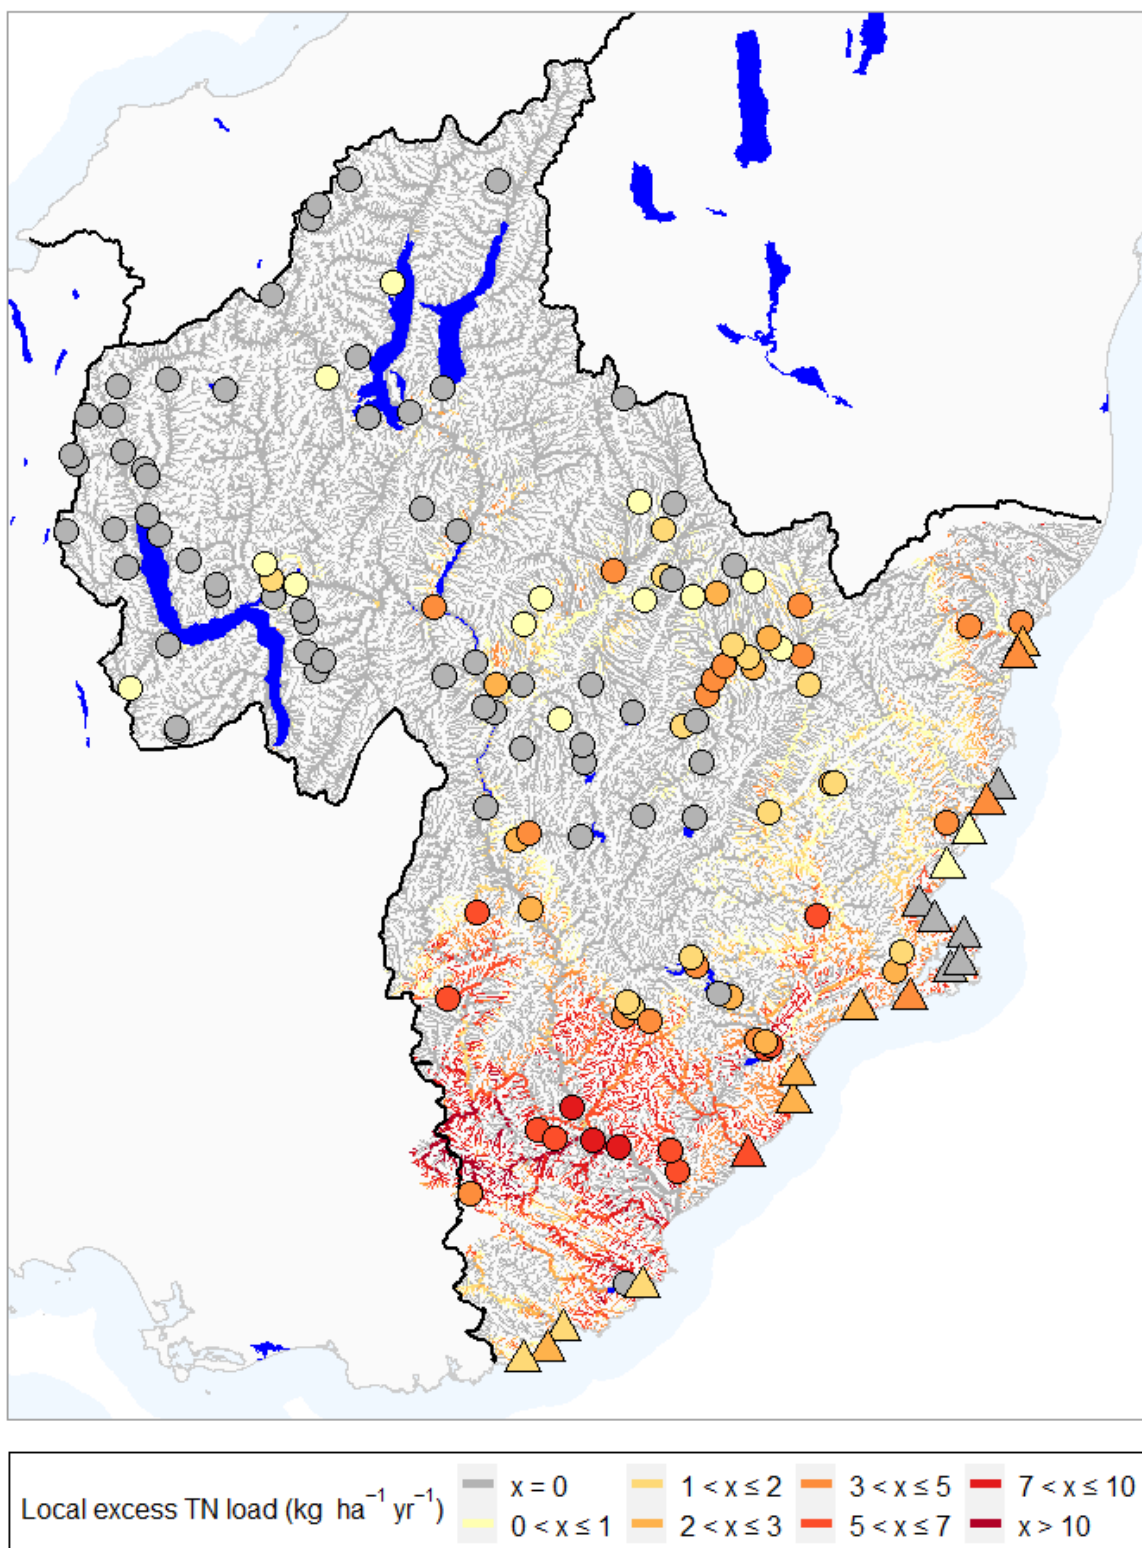 Local excess TN load (kg ha⁻¹ yr⁻¹)
x = 0
0 < x ≤ 1
1 < x ≤ 2
2 < x ≤ 3
3 < x ≤ 5
5 < x ≤ 7
7 < x ≤ 10
x > 10